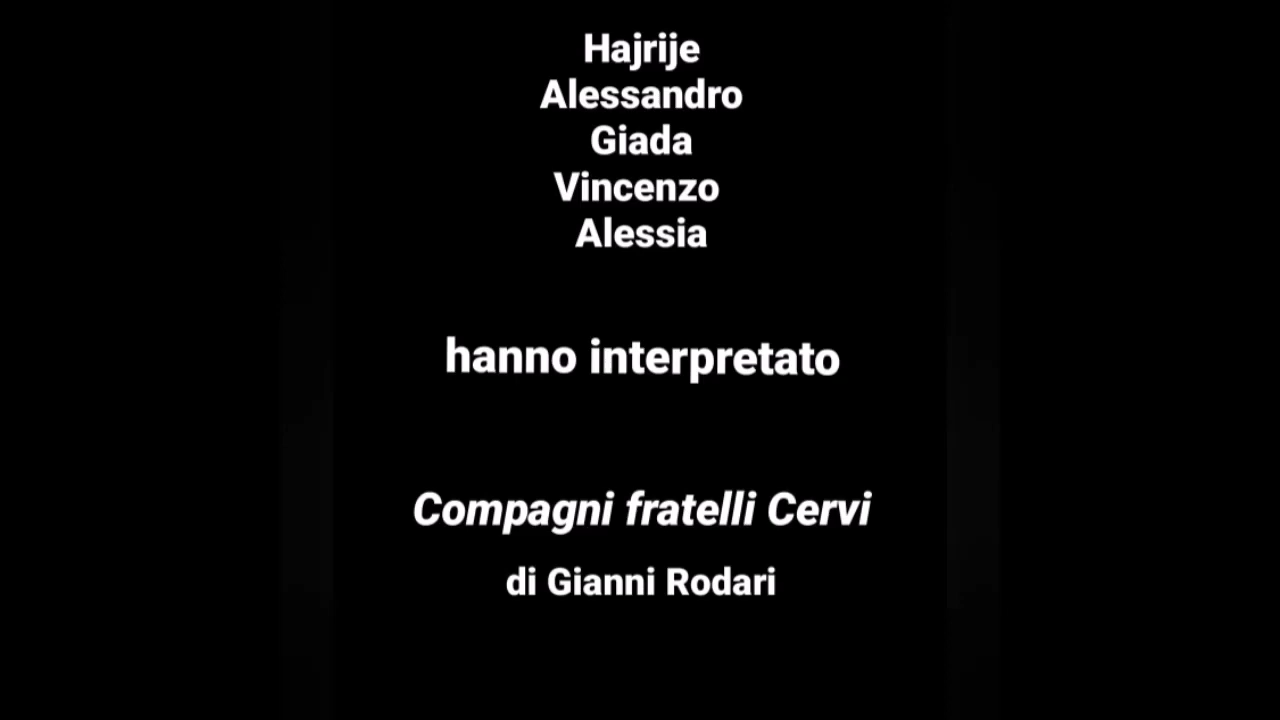 Hajrije
Alessandro
Giada
Vincenzo
Alessia
hanno interpretato
Compagni fratelli Cervi
di Gianni Rodari